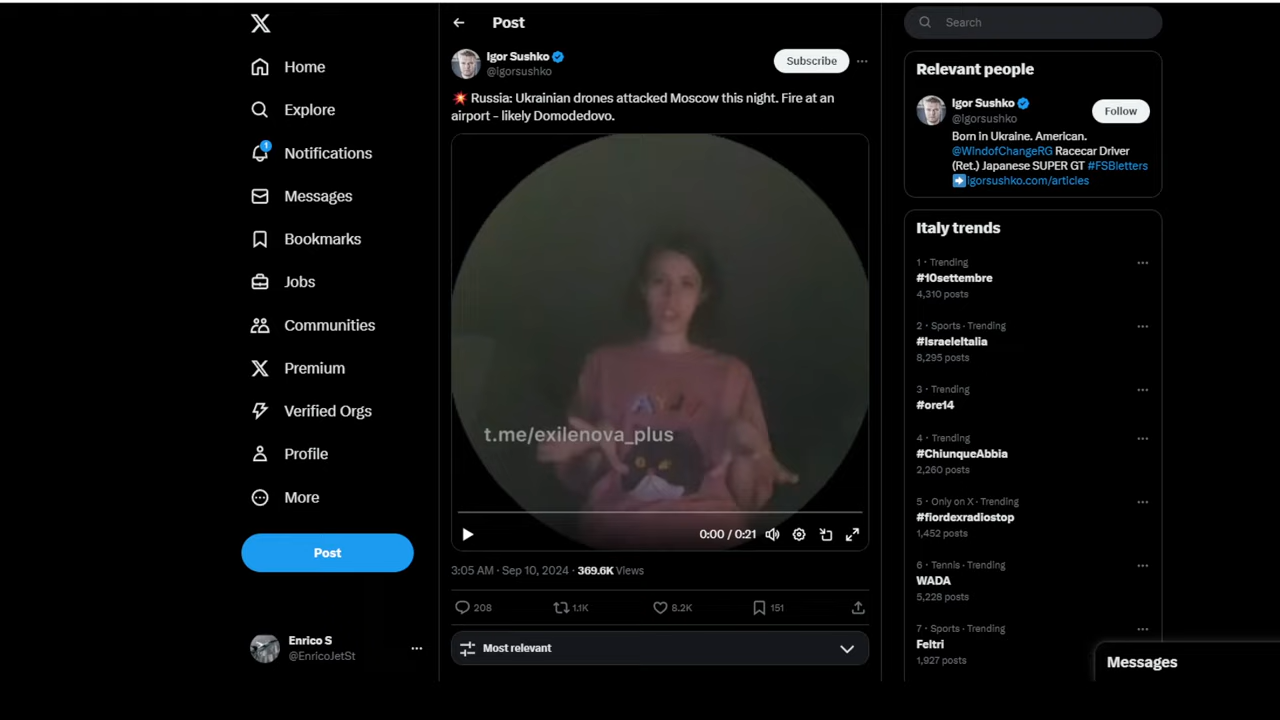 Home
Explore
1
Notifications
Messages
Bookmarks
Jobs
Communities
Premium
Verified Orgs
Profile
More
Post
Enrico S
@EnricoJetSt
Post
Igor Sushko
@igorsushko
Subscribe
Russia: Ukrainian drones attacked Moscow this night. Fire at an
airport - likely Domodedovo.
t.me/exilenova_plus
0:00 / 0:21
3:05 AM · Sep 10, 2024 · 369.6K Views
208
1.1K
8.2K
151
Most relevant
Search
Relevant people
Igor Sushko
@igorsushko
Follow
Born in Ukraine. American.
@WindofChangeRG Racecar Driver
(Ret.) Japanese SUPER GT #FSBletters
igorsushko.com/articles
Italy trends
1 · Trending
#10settembre
4,310 posts
2 · Sports · Trending
#IsraeleItalia
8,295 posts
3 · Trending
#ore14
4 · Trending
#ChiunqueAbbia
2,260 posts
5 · Only on X · Trending
#fiordexradiostop
1,452 posts
6 · Tennis · Trending
WADA
5,228 posts
7 · Sports · Trending
Feltri
1,927 posts
Messages